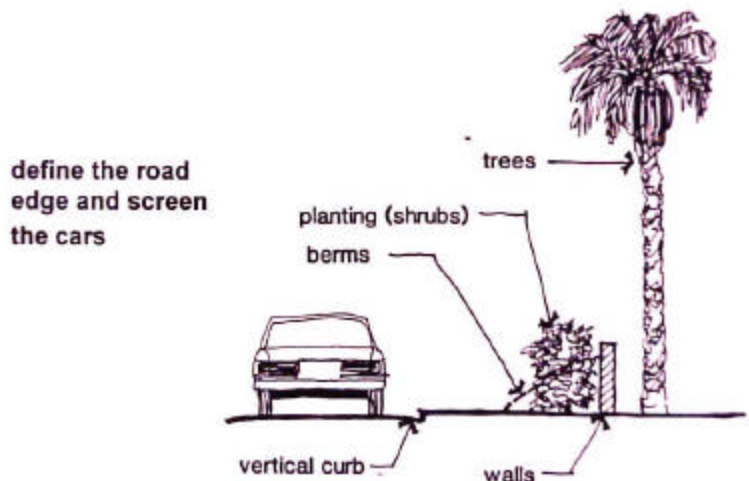 define the road
edge and screen
the cars
trees
planting (shrubs)
berms
vertical curb
walls